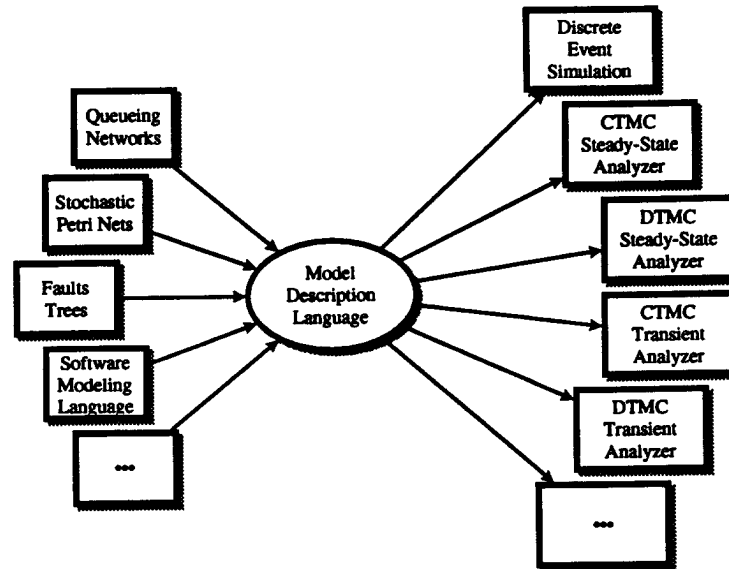 Queueing
Networks
Stochastic
Petri Nets
Faults
Trees
Software
Modeling
Language
...
Model
Description
Language
Discrete
Event
Simulation
CTMC
Steady-State
Analyzer
DTMC
Steady-State
Analyzer
CTMC
Transient
Analyzer
DTMC
Transient
Analyzer
...